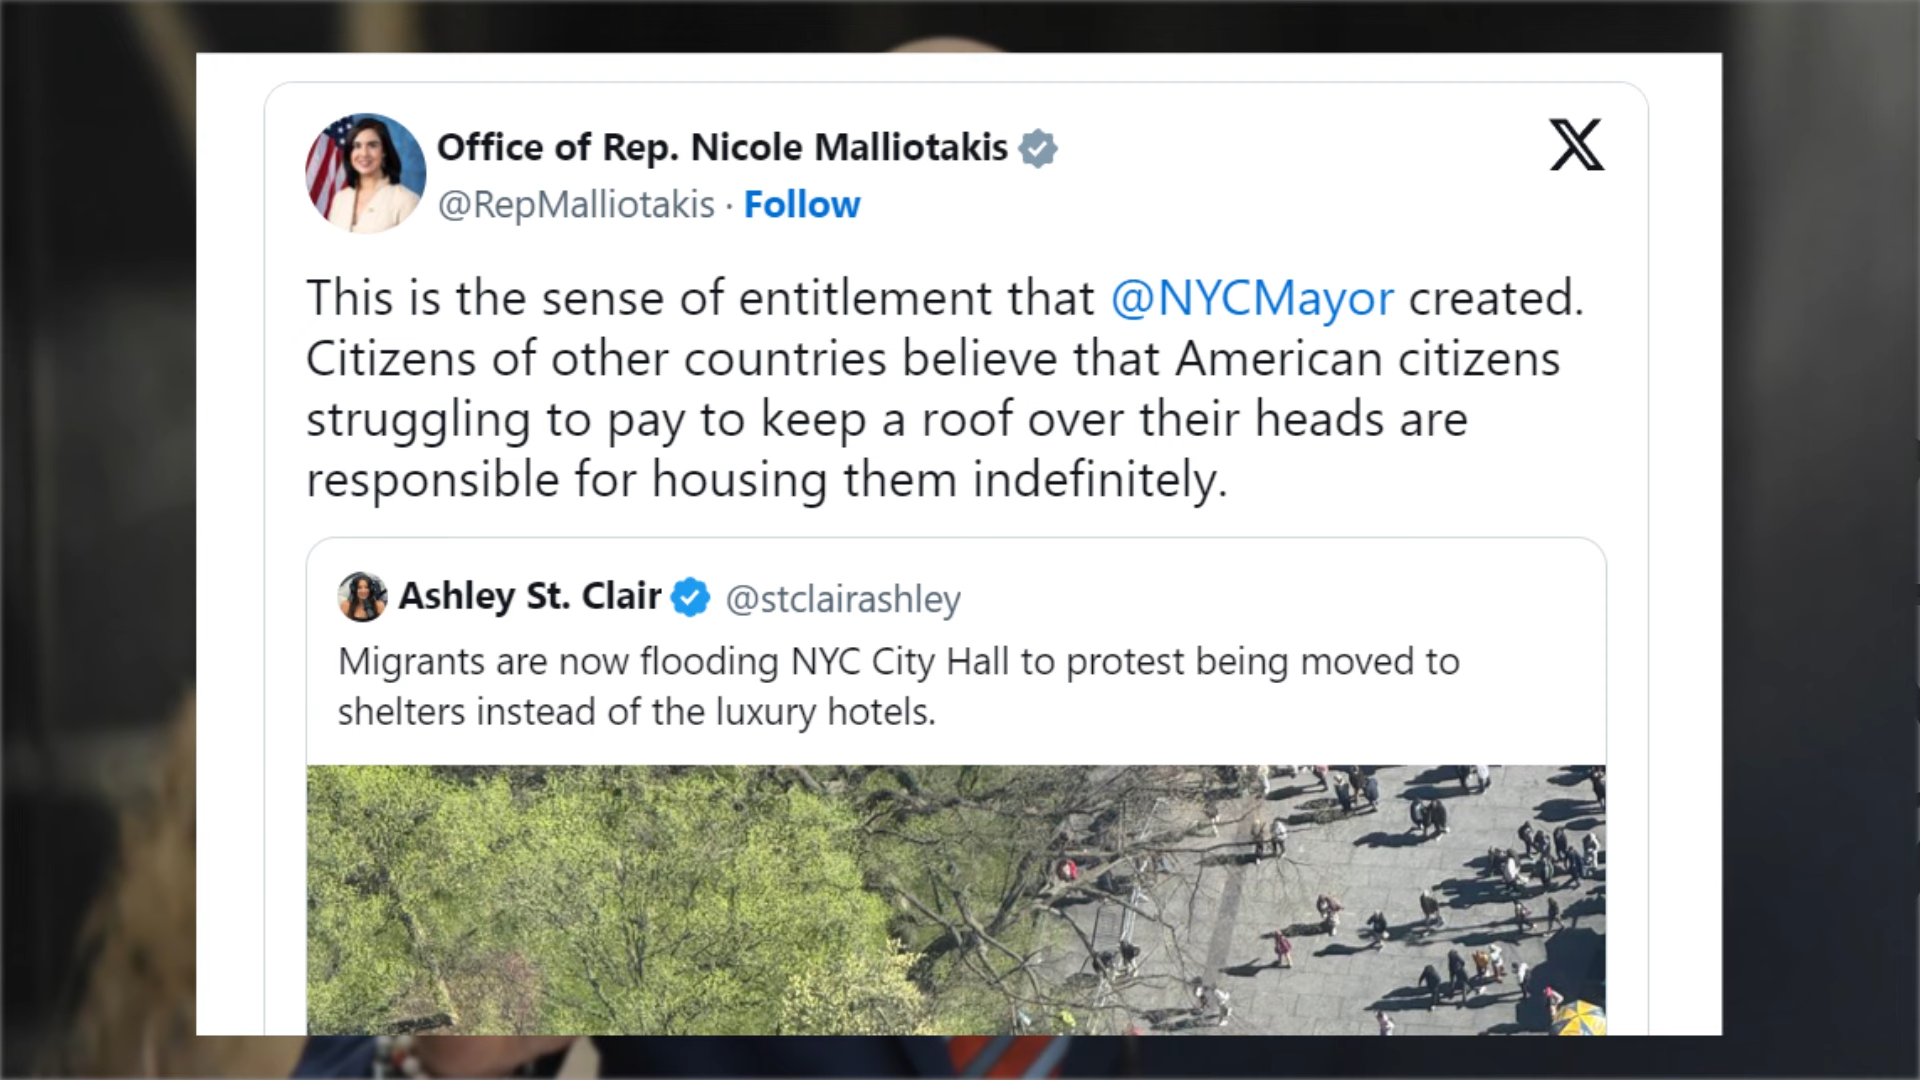 Office of Rep. Nicole Malliotakis
@RepMalliotakis · Follow
This is the sense of entitlement that @NYCMayor created.
Citizens of other countries believe that American citizens
struggling to pay to keep a roof over their heads are
responsible for housing them indefinitely.
Ashley St. Clair @stclairashley
Migrants are now flooding NYC City Hall to protest being moved to
shelters instead of the luxury hotels.